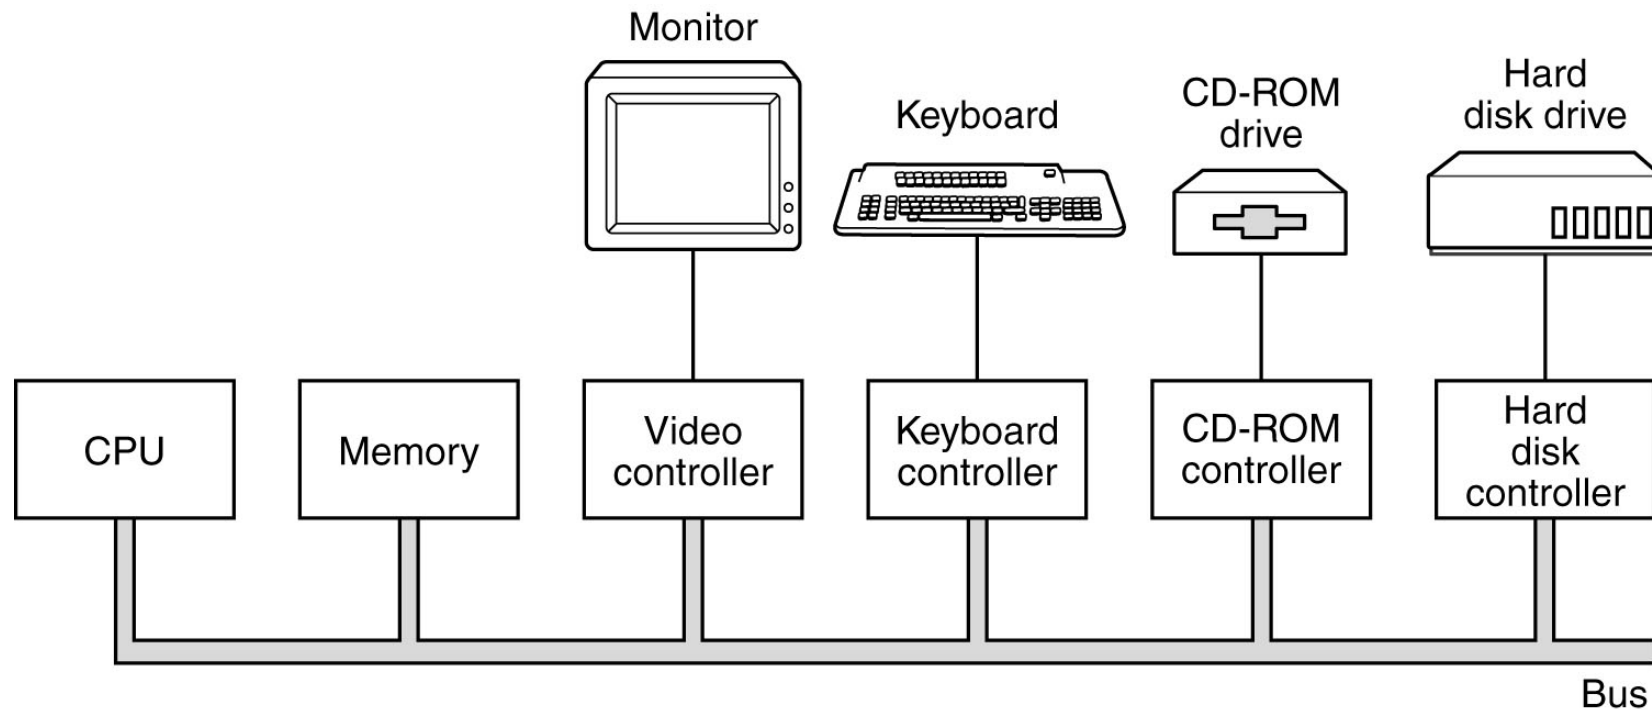 Monitor
Keyboard
CD-ROM
drive
Hard
disk drive
CPU
Memory
Video
controller
Keyboard
controller
CD-ROM
controller
Hard
disk
controller
Bus